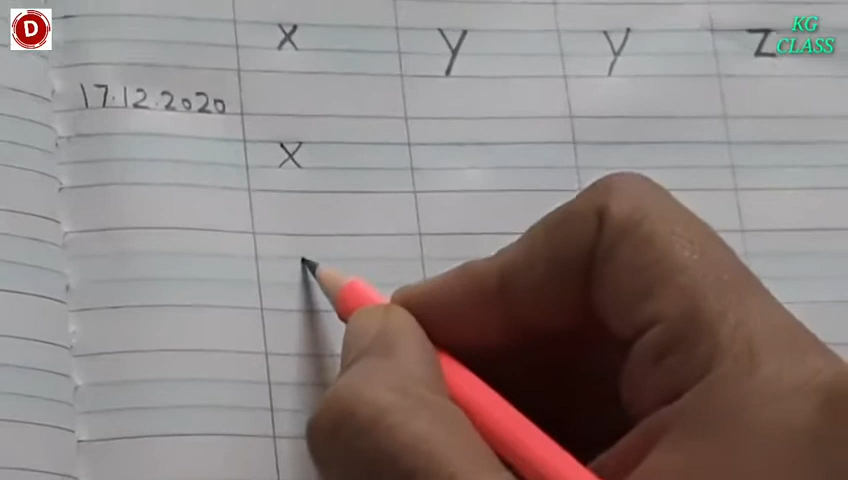 D
KG
CLASS
x y y z
17.12.2020
x